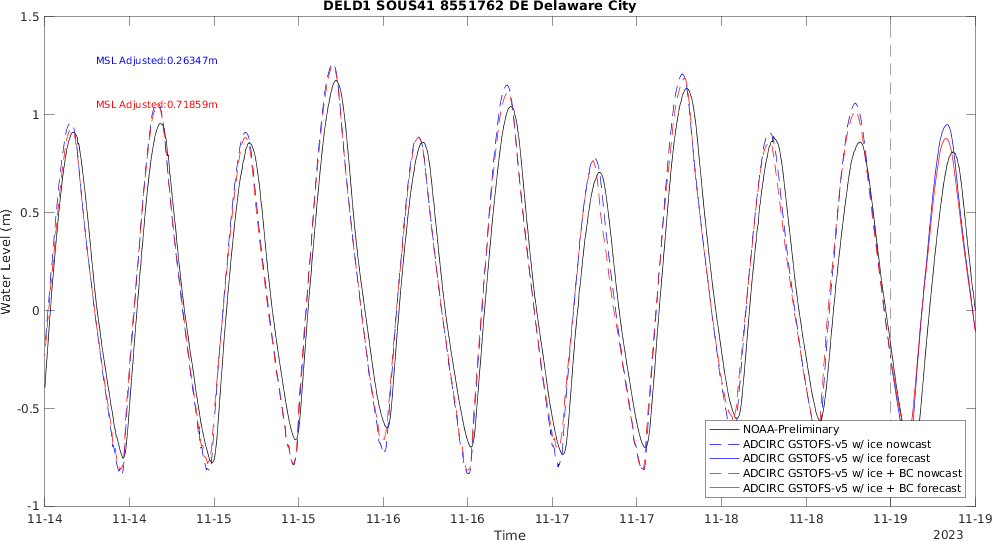 DELD1 SOUS41 8551762 DE Delaware City
1.5
MSL Adjusted:0.26347m
MSL Adjusted:0.71859m
1
0.5
0
-0.5
-1
Water Level (m)
NOAA-Preliminary
ADCIRC GSTOFS-v5 w/ ice nowcast
ADCIRC GSTOFS-v5 w/ ice forecast
ADCIRC GSTOFS-v5 w/ ice + BC nowcast
ADCIRC GSTOFS-v5 w/ ice + BC forecast
11-14 11-14 11-15 11-15 11-16 11-16 11-17 11-17 11-18 11-18 11-19 11-19
Time
2023